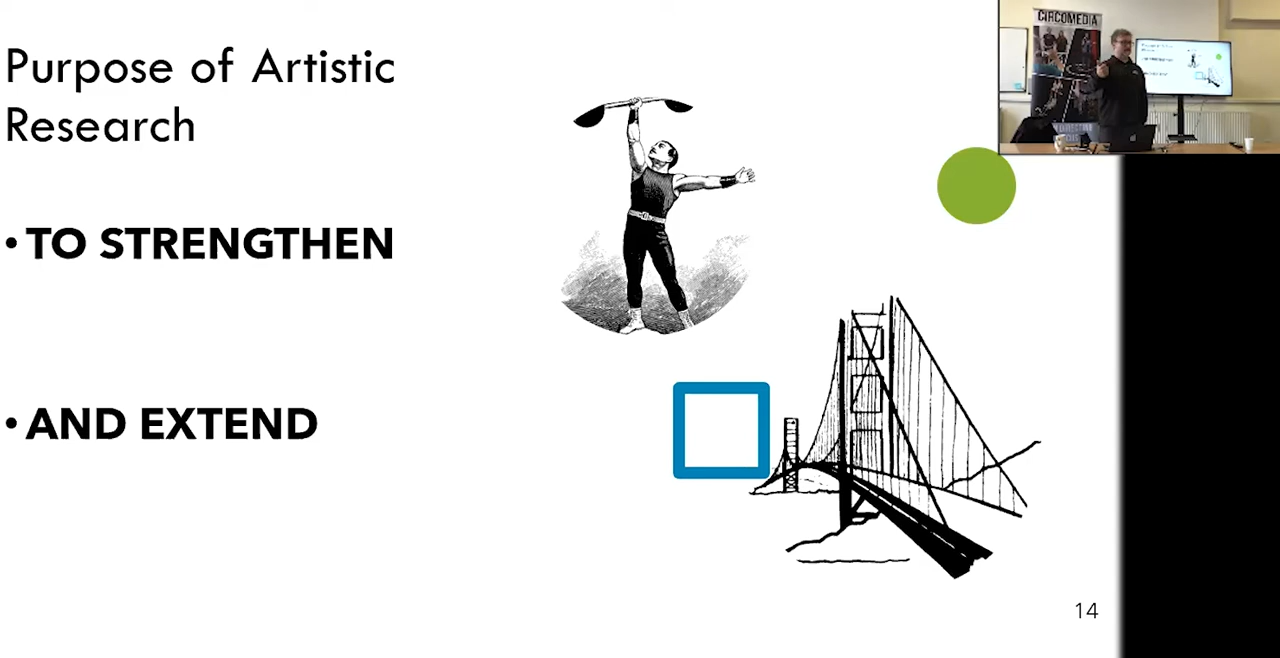 Purpose of Artistic
Research
• TO STRENGTHEN
• AND EXTEND
14
CIRCOMEDIA